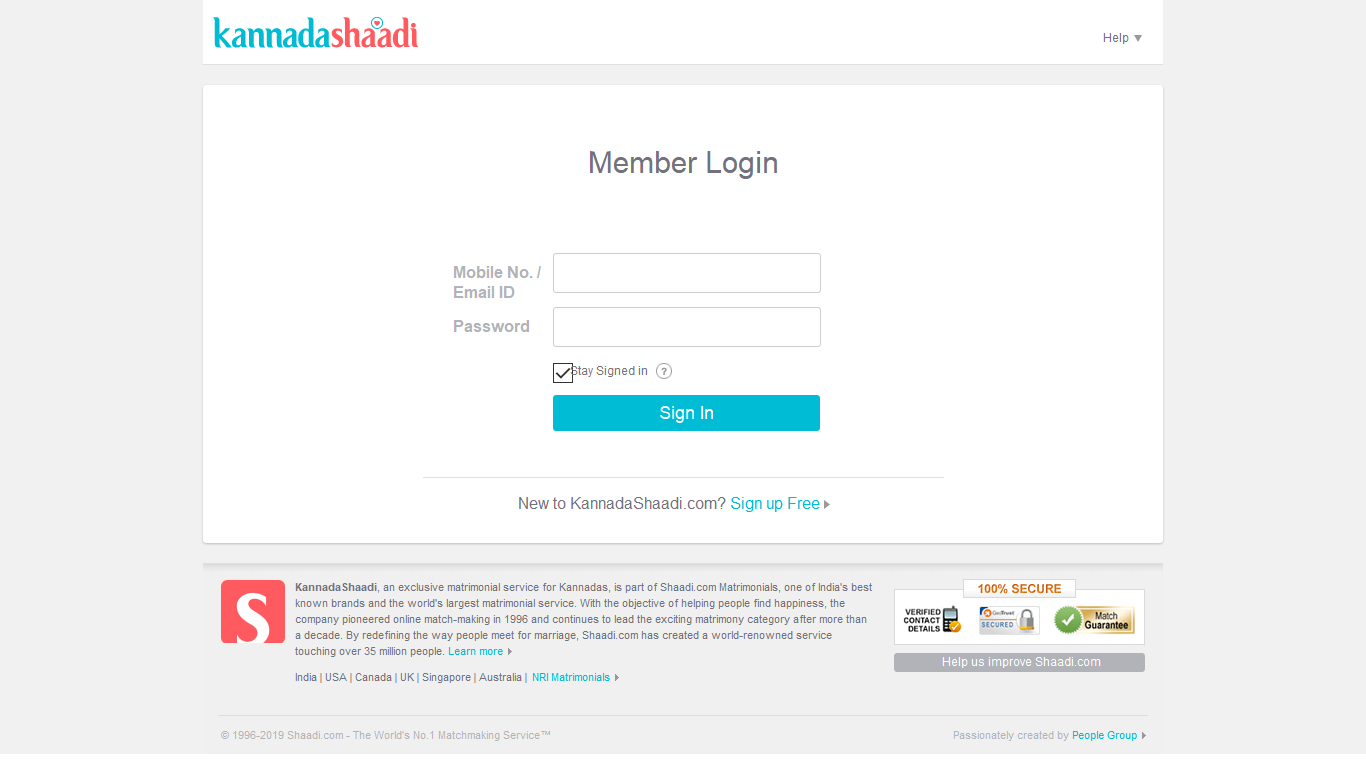 kannadashaadi
Help
Member Login
Mobile No. /
Email ID
Password
Stay Signed in ?
Sign In
New to KannadaShaadi.com? Sign up Free
KannadaShaadi, an exclusive matrimonial service for Kannadas, is part of Shaadi.com Matrimonials, one of India's best
known brands and the world's largest matrimonial service. With the objective of helping people find happiness, the
company pioneered online match-making in 1996 and continues to lead the exciting matrimony category after more than
a decade. By redefining the way people meet for marriage, Shaadi.com has created a world-renowned service
touching over 35 million people. Learn more
India | USA | Canada | UK | Singapore | Australia | NRI Matrimonials
S
100% SECURE
VERIFIED
CONTACT
DETAILS
GeoTrust
SECURED
Match
Guarantee
Help us improve Shaadi.com
© 1996-2019 Shaadi.com - The World's No.1 Matchmaking Service™
Passionately created by People Group